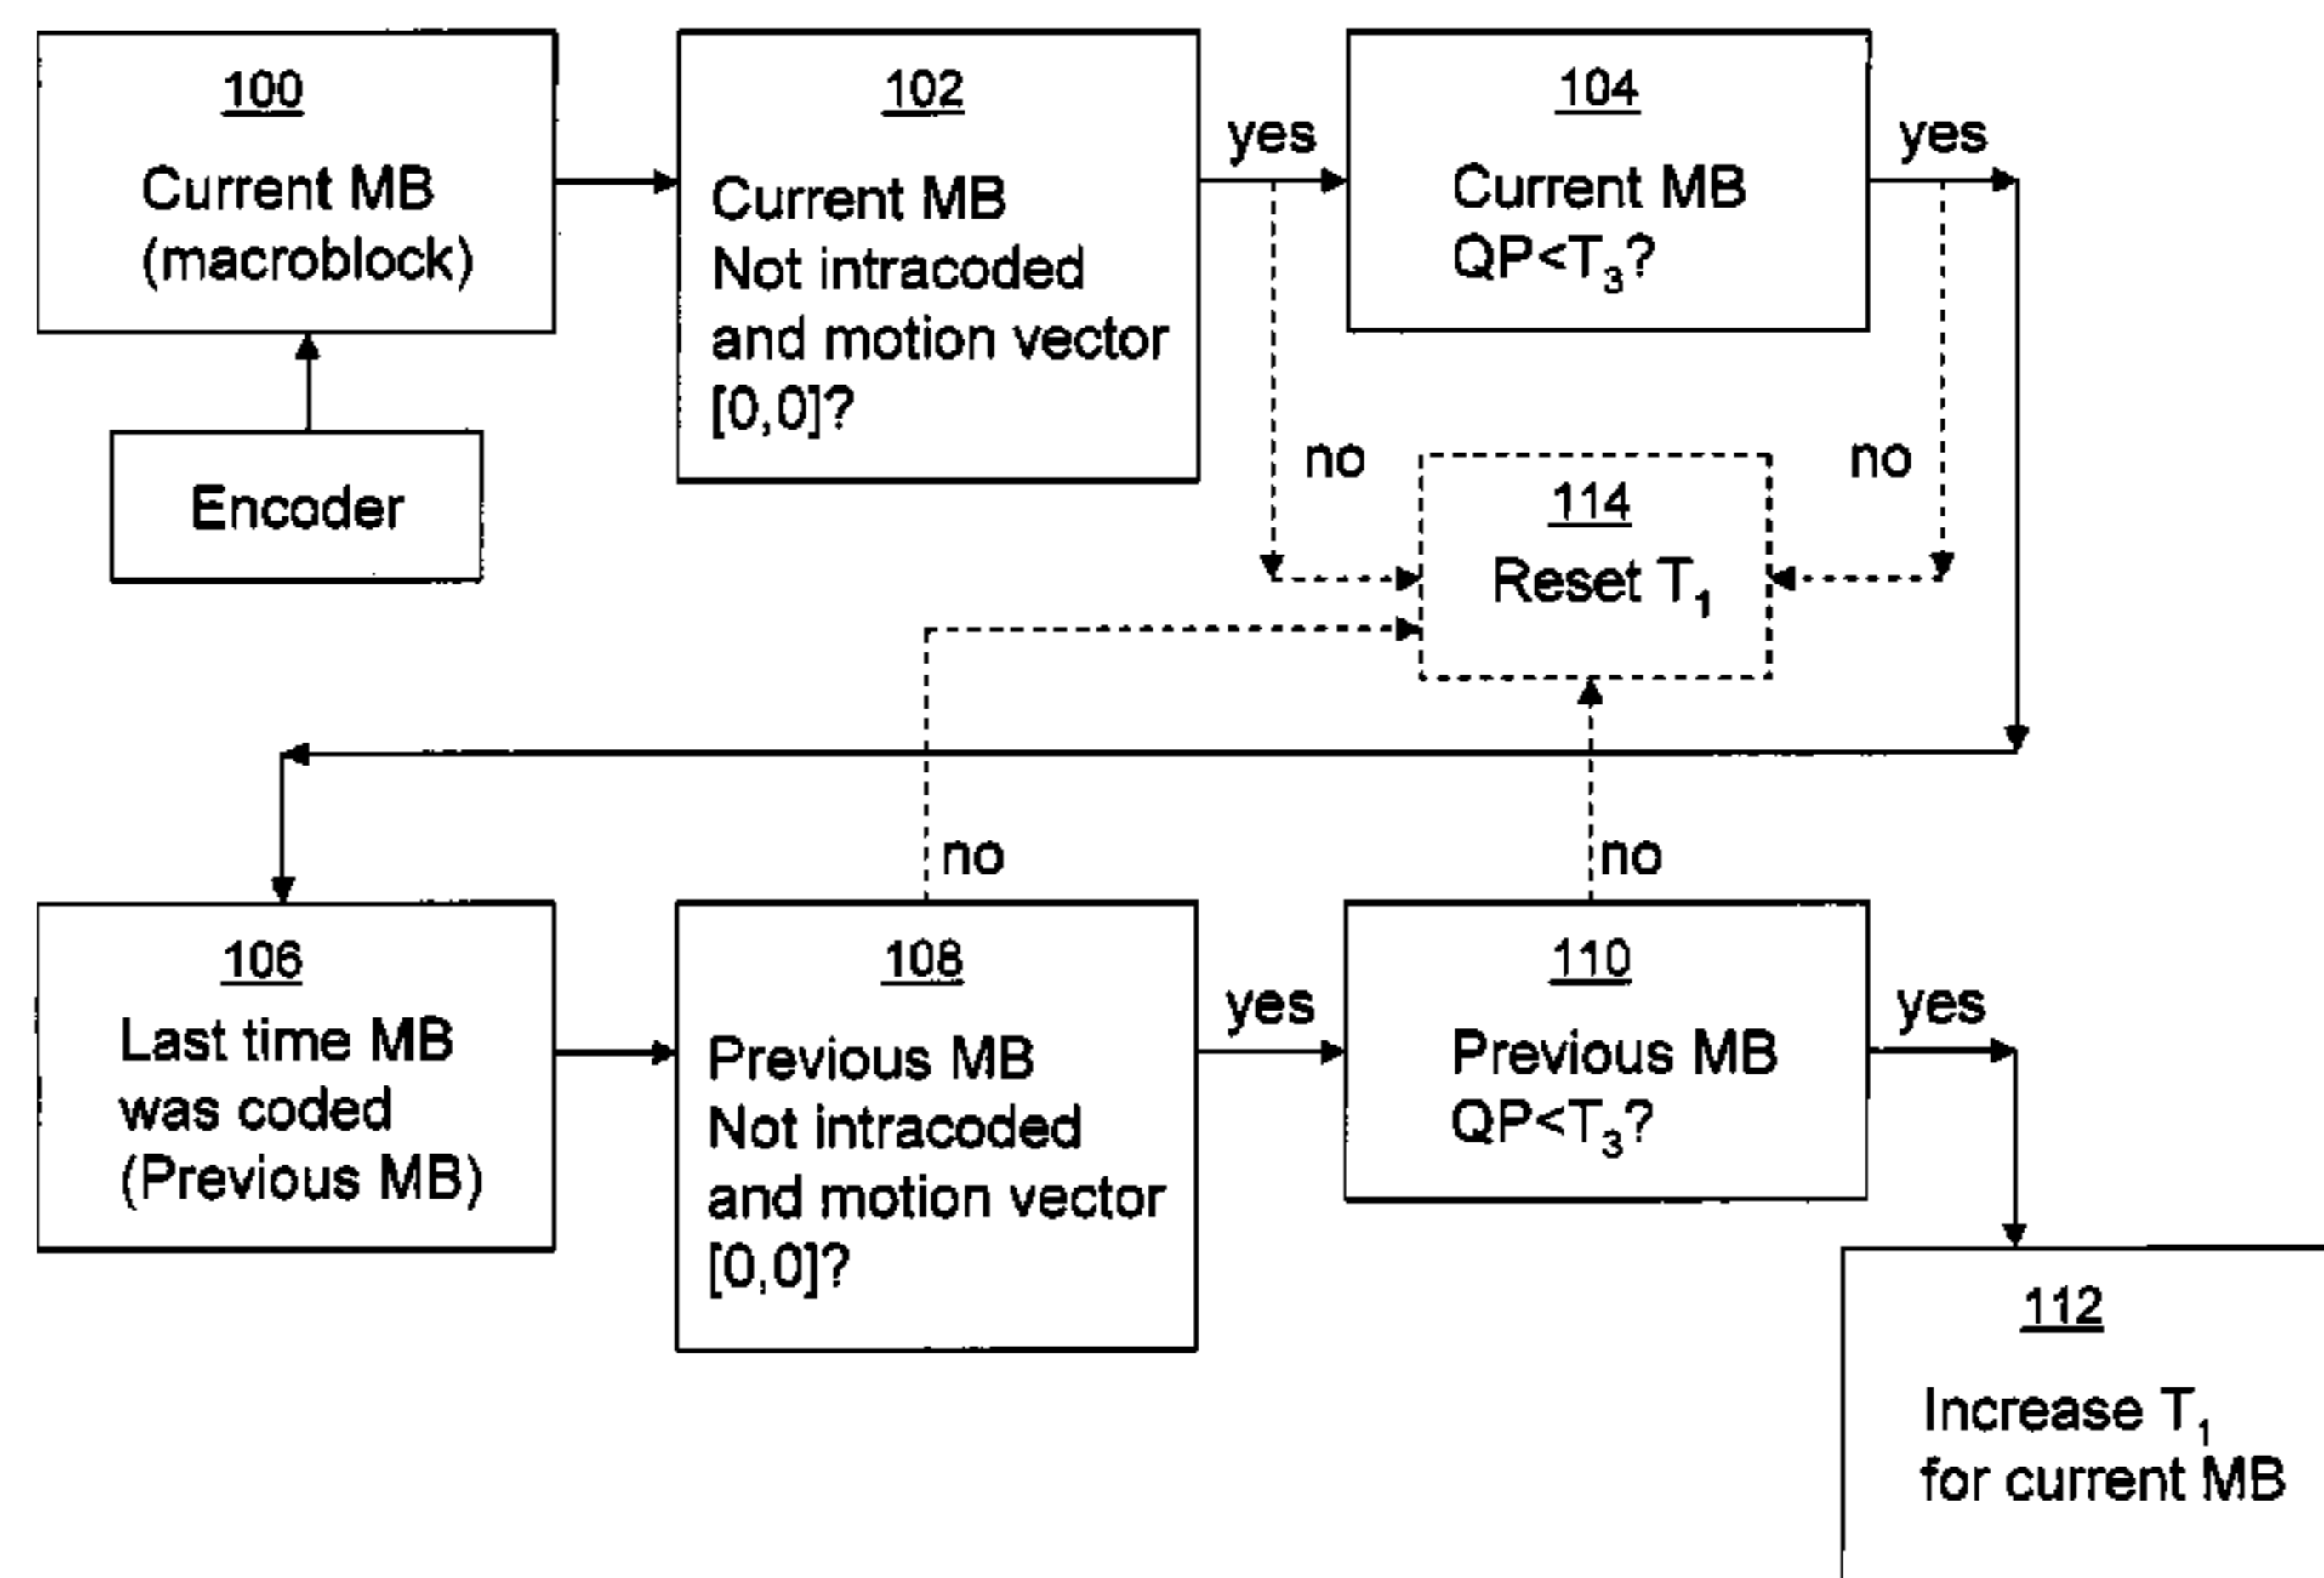 100
Current MB
(macroblock)
Encoder
102
Current MB
Not intracoded
and motion vector
[0,0]?
yes
no
104
Current MB
QP<T₃?
yes
no
114
Reset T₁
106
Last time MB
was coded
(Previous MB)
108
Previous MB
Not intracoded
and motion vector
[0,0]?
no
yes
110
Previous MB
QP<T₃?
no
yes
112
Increase T₁
for current MB